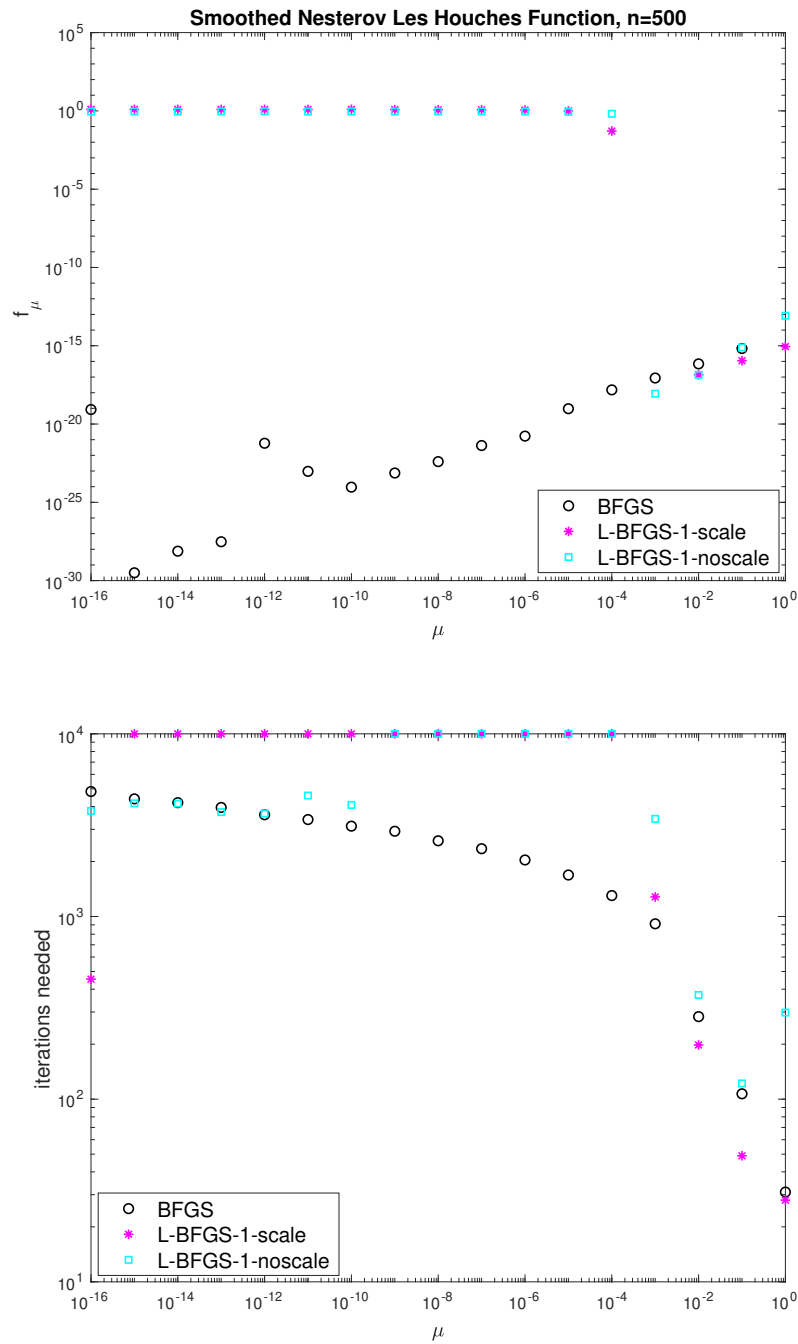 Smoothed Nesterov Les Houches Function, n=500
10^5
10^0
10^-5
10^-10
10^-15
10^-20
10^-25
10^-30
f_μ
BFGS
L-BFGS-1-scale
L-BFGS-1-noscale
10^-16 10^-14 10^-12 10^-10 10^-8 10^-6 10^-4 10^-2 10^0
μ
10^4
10^3
10^2
10^1
iterations needed
BFGS
L-BFGS-1-scale
L-BFGS-1-noscale
10^-16 10^-14 10^-12 10^-10 10^-8 10^-6 10^-4 10^-2 10^0
μ